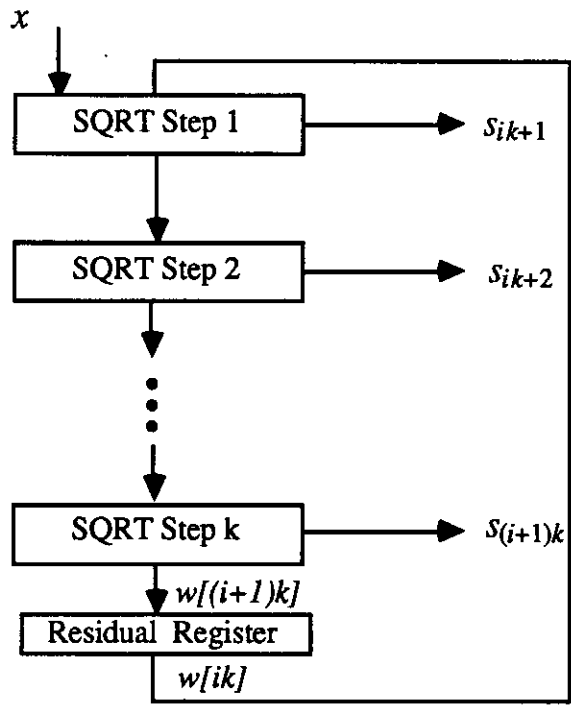 x
SQRT Step 1
s_{ik+1}
SQRT Step 2
s_{ik+2}
SQRT Step k
s_{(i+1)k}
w[(i+1)k]
Residual Register
w[ik]